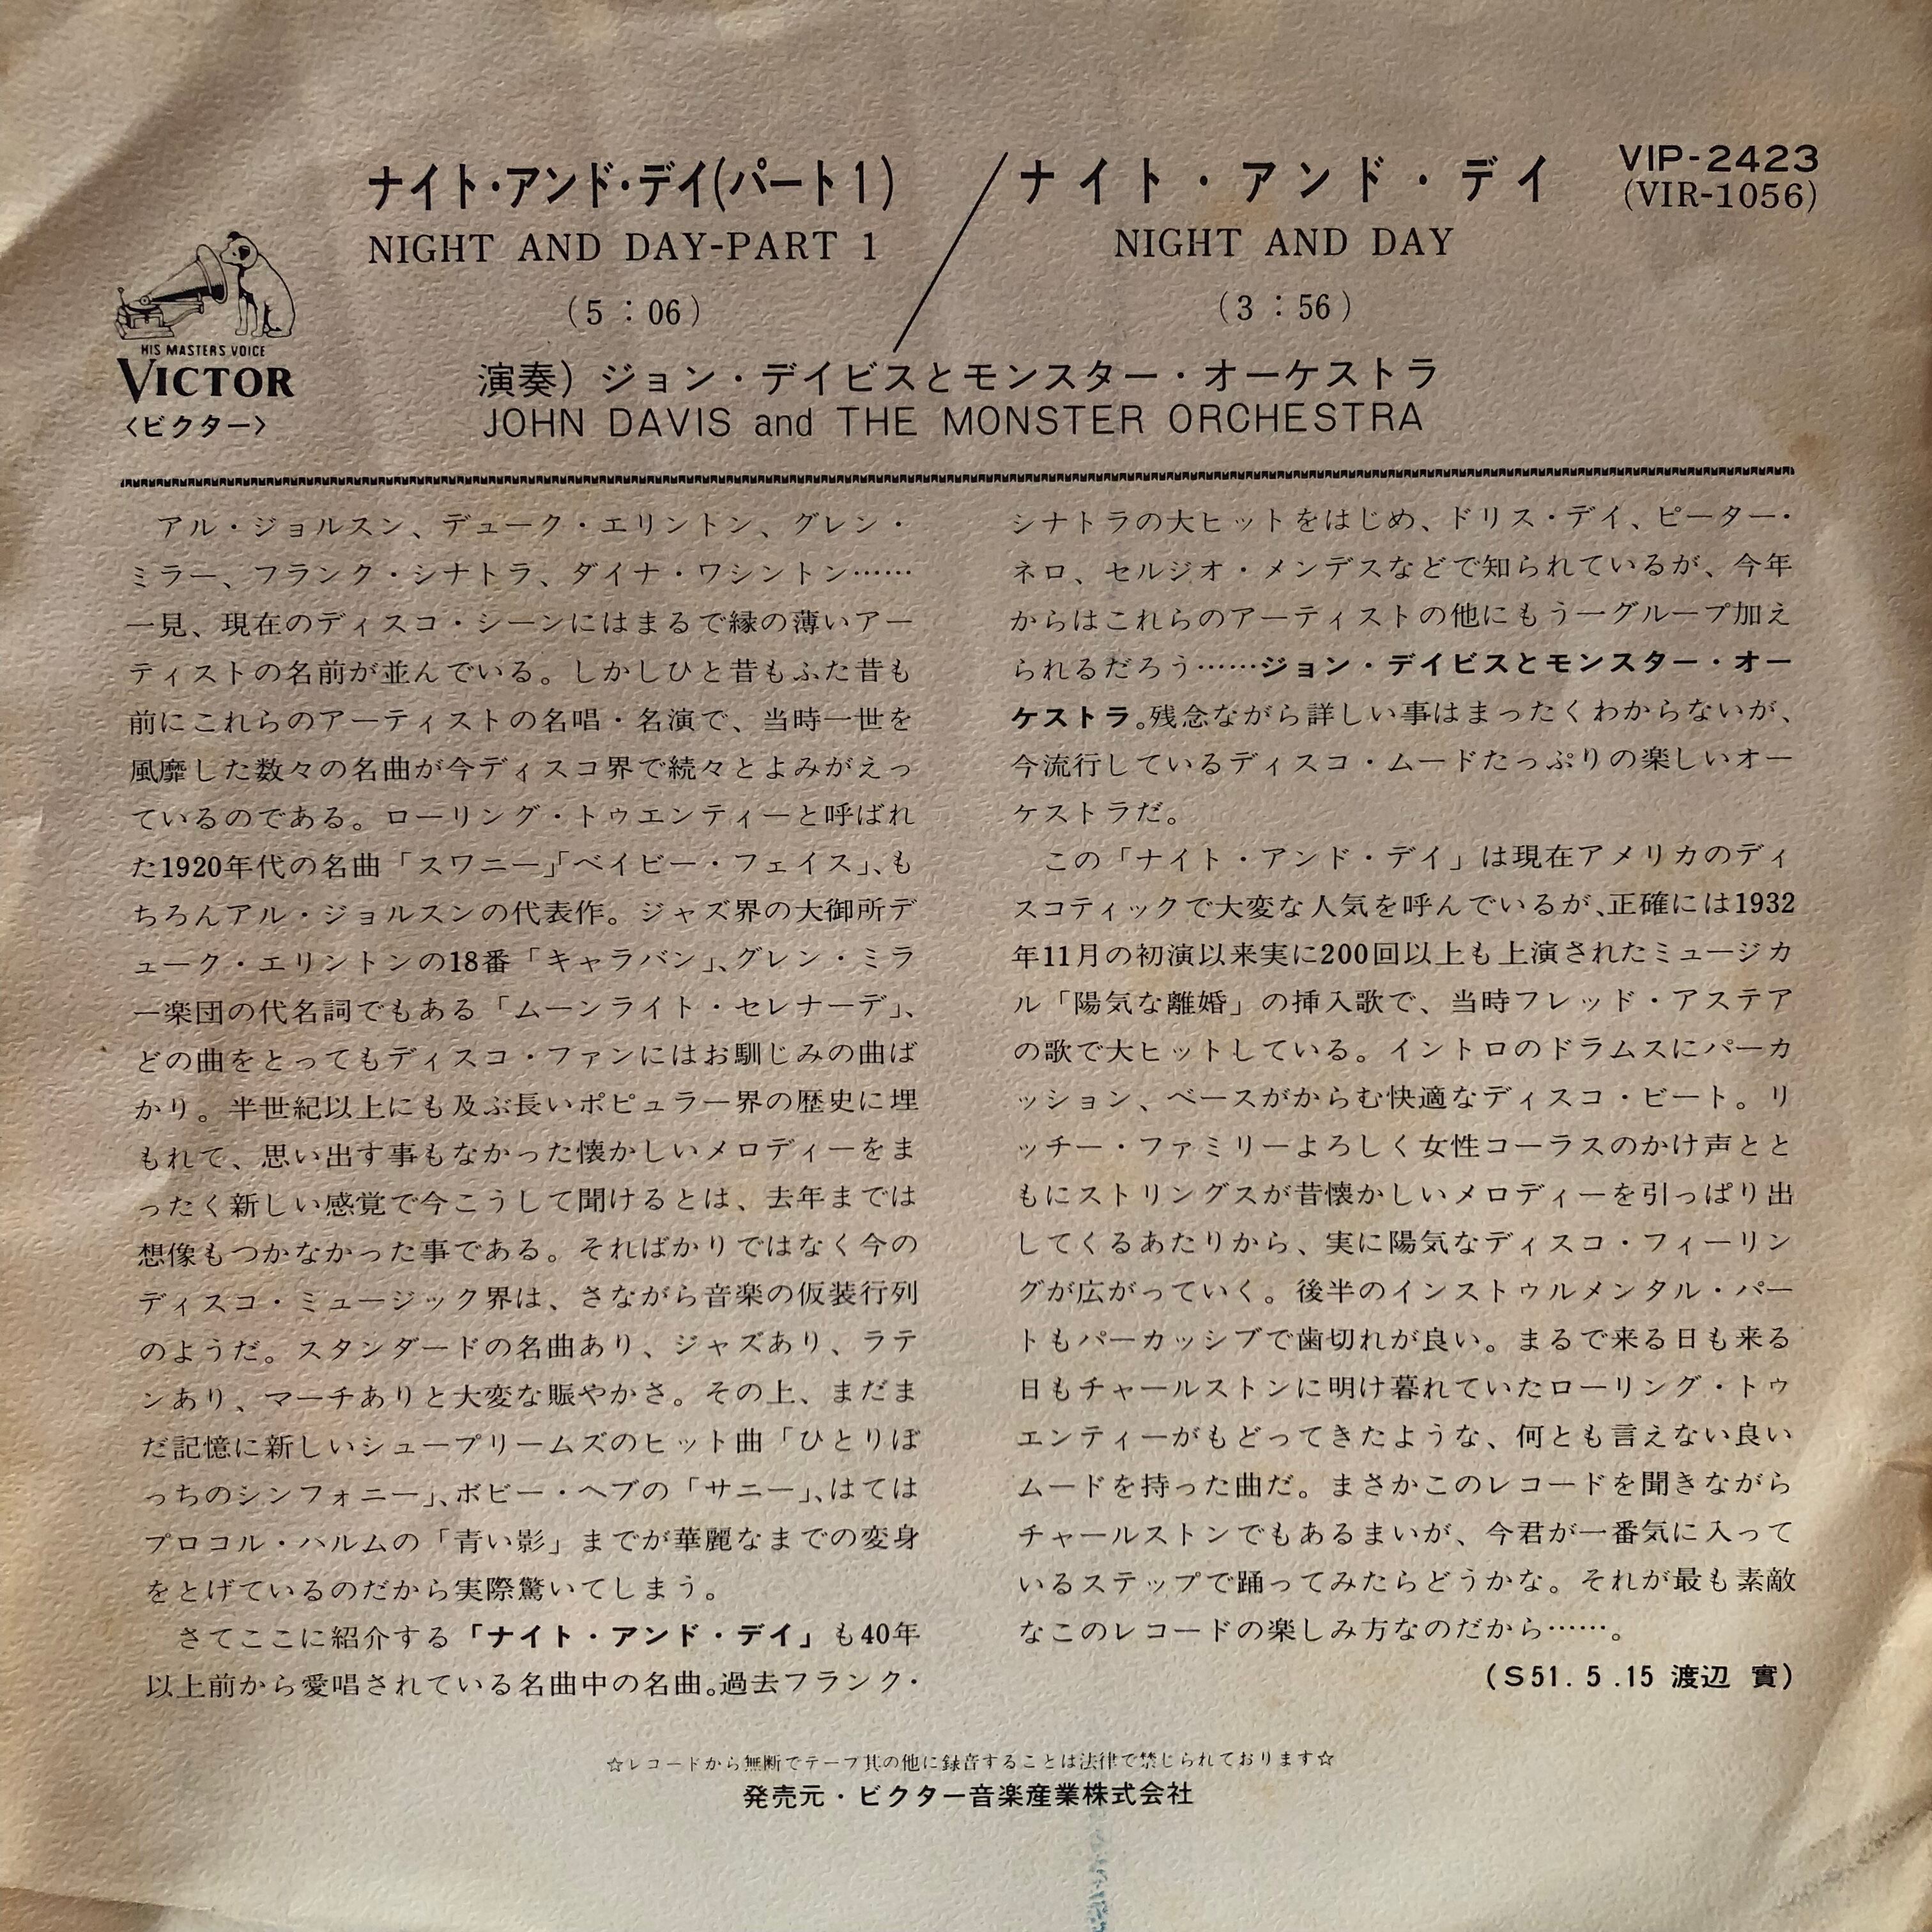 ナイト・アンド・デイ(パート1)／ナイト・アンド・デイ
NIGHT AND DAY-PART 1
NIGHT AND DAY
(5:06)
(3:56)
VIP-2423
(VIR-1056)
HIS MASTERS VOICE
VICTOR
〈ビクター〉
演奏）ジョン・デイビスとモンスター・オーケストラ
JOHN DAVIS and THE MONSTER ORCHESTRA
アル・ジョルスン、デューク・エリントン、グレン・
ミラー、フランク・シナトラ、ダイナ・ワシントン……
一見、現在のディスコ・シーンにはまるで縁の薄いアー
ティストの名前が並んでいる。しかしひと昔もふた昔も
前にこれらのアーティストの名唱・名演で、当時一世を
風靡した数々の名曲が今ディスコ界で続々とよみがえっ
ているのである。ローリング・トゥエンティーと呼ばれ
た1920年代の名曲「スワニー」「ベイビー・フェイス」、も
ちろんアル・ジョルスンの代表作。ジャズ界の大御所デ
ューク・エリントンの18番「キャラバン」、グレン・ミラ
ー楽団の代名詞でもある「ムーンライト・セレナーデ」、
どの曲をとってもディスコ・ファンにはお馴じみの曲ば
かり。半世紀以上にも及ぶ長いポピュラー界の歴史に埋
もれて、思い出す事もなかった懐かしいメロディーをま
ったく新しい感覚で今こうして聞けるとは、去年までは
想像もつかなかった事である。そればかりではなく今の
ディスコ・ミュージック界は、さながら音楽の仮装行列
のようだ。スタンダードの名曲あり、ジャズあり、ラテ
ンあり、マーチありと大変な賑やかさ。その上、まだま
だ記憶に新しいシュープリームズのヒット曲「ひとりぼ
っちのシンフォニー」、ボビー・ヘブの「サニー」、はては
プロコル・ハルムの「青い影」までが華麗なまでの変身
をとげているのだから実際驚いてしまう。
さてここに紹介する「ナイト・アンド・デイ」も40年
以上前から愛唱されている名曲中の名曲。過去フランク・
シナトラの大ヒットをはじめ、ドリス・デイ、ピーター・
ネロ、セルジオ・メンデスなどで知られているが、今年
からはこれらのアーティストの他にもう一グループ加え
られるだろう……ジョン・デイビスとモンスター・オー
ケストラ。残念ながら詳しい事はまったくわからないが、
今流行しているディスコ・ムードたっぷりの楽しいオー
ケストラだ。
この「ナイト・アンド・デイ」は現在アメリカのディ
スコティックで大変な人気を呼んでいるが、正確には1932
年11月の初演以来実に200回以上も上演されたミュージカ
ル「陽気な離婚」の挿入歌で、当時フレッド・アステア
の歌で大ヒットしている。イントロのドラムスにパーカ
ッション、ベースがからむ快適なディスコ・ビート。リ
ッチー・ファミリーよろしく女性コーラスのかけ声とと
もにストリングスが昔懐かしいメロディーを引っぱり出
してくるあたりから、実に陽気なディスコ・フィーリン
グが広がっていく。後半のインストゥルメンタル・パー
トもパーカッシブで歯切れが良い。まるで来る日も来る
日もチャールストンに明け暮れていたローリング・トゥ
エンティーがもどってきたような、何とも言えない良い
ムードを持った曲だ。まさかこのレコードを聞きながら
チャールストンでもあるまいが、今君が一番気に入って
いるステップで踊ってみたらどうかな。それが最も素敵
なこのレコードの楽しみ方なのだから……。
(S51. 5 .15 渡辺 實)
☆レコードから無断でテープ其の他に録音することは法律で禁じられております☆
発売元・ビクター音楽産業株式会社